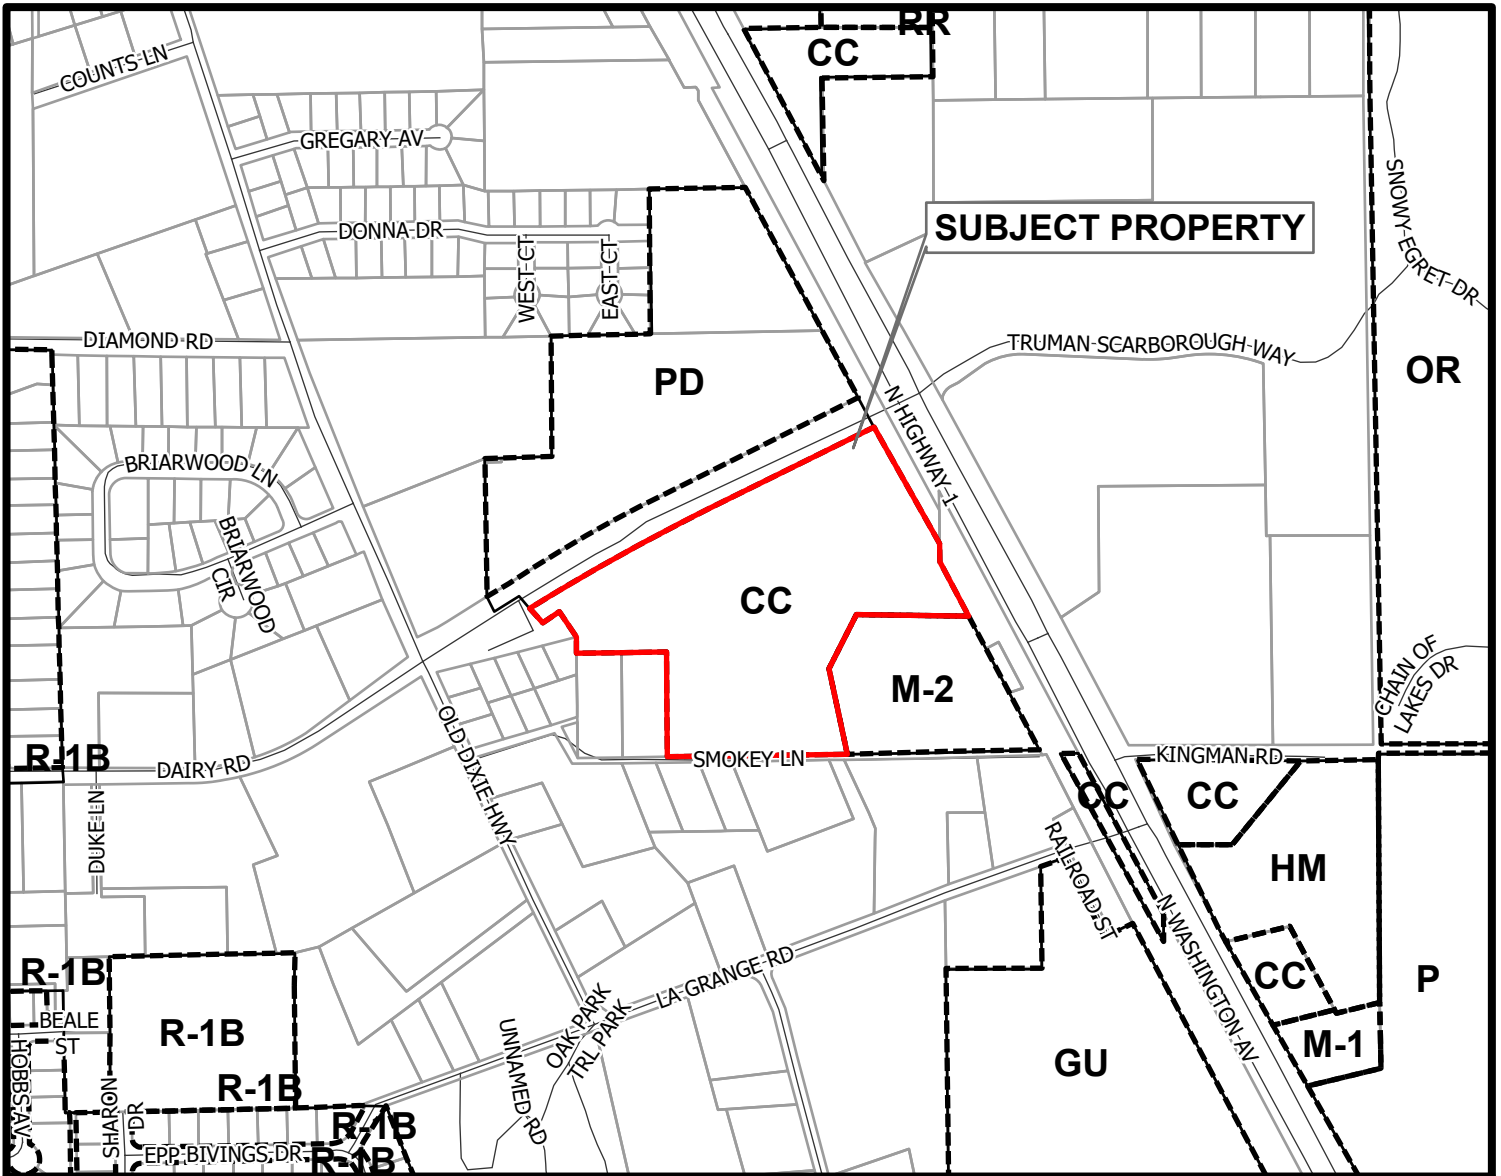 RR
CC
COUNTS LN
GREGARY AV
SUBJECT PROPERTY
DONNA DR
WEST CT
EAST CT
SNOWY EGRET DR
DIAMOND RD
TRUMAN SCARBOROUGH WAY
OR
PD
N HIGHWAY 1
BRIARWOOD LN
BRIARWOOD
CIR
CC
M-2
CHAIN OF
LAKES DR
OLD DIXIE HWY
R-1B
DAIRY RD
SMOKEY LN
KINGMAN RD
CC
CC
DUKE LN
RAILROAD ST
HM
N WASHINGTON AV
R-1B
LA GRANGE RD
CC
P
BEALE
ST
R-1B
OAK PARK
TRL PARK
UNNAMED RD
M-1
HOBBS AV
GU
R-1B
SHARON
DR
R-1B
EPP BIVINGS DR
R-1B